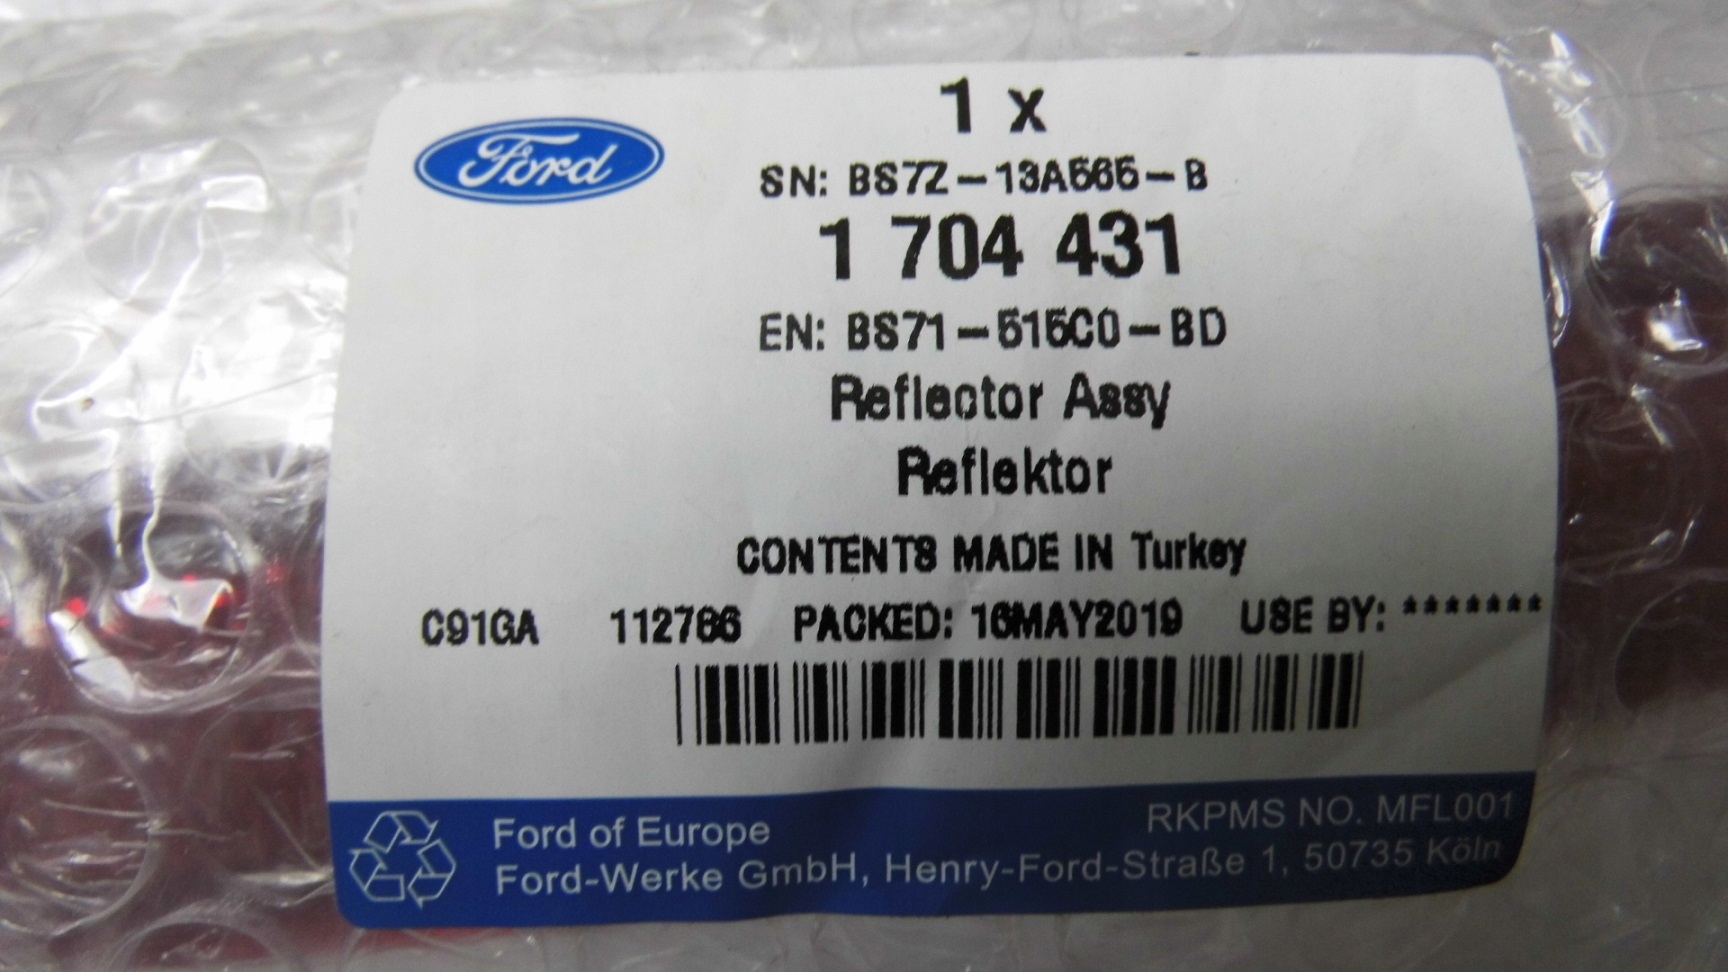 Ford
1 x
SN: BS7Z-13A565-B
1 704 431
EN: BS71-515C0-BD
Reflector Assy
Reflektor
CONTENTS MADE IN Turkey
C91GA 112786 PACKED: 16MAY2019 USE BY: *******
Ford of Europe RKPMS NO. MFL001
Ford-Werke GmbH, Henry-Ford-Straße 1, 50735 Köln